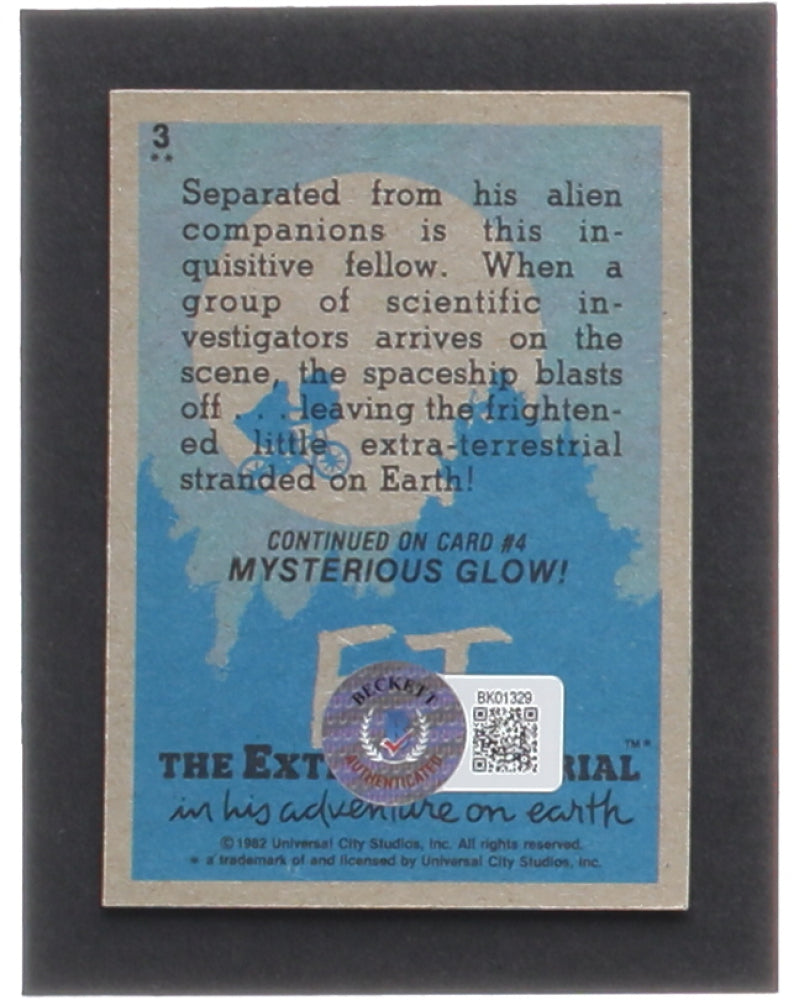 3
**
Separated from his alien
companions is this in-
quisitive fellow. When a
group of scientific in-
vestigators arrives on the
scene, the spaceship blasts
off . . . leaving the frighten-
ed little extra-terrestrial
stranded on Earth!
CONTINUED ON CARD #4
MYSTERIOUS GLOW!
E.T.
BECKETT
AUTHENTICATED
BK01329
THE EXT RIAL ™*
in his adventure on earth
© 1982 Universal City Studios, Inc. All rights reserved.
* a trademark of and licensed by Universal City Studios, Inc.